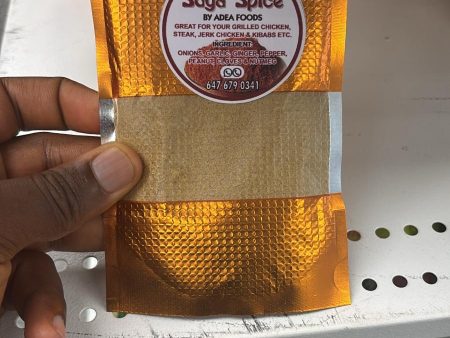 Suya Spice
BY ADEA FOODS
GREAT FOR YOUR GRILLED CHICKEN,
STEAK, JERK CHICKEN & KIBABS ETC.
INGREDIENT:
ONIONS, GARLIC, GINGER, PEPPER,
PEANUT, CLOVES & NUTMEG
647 679 0341